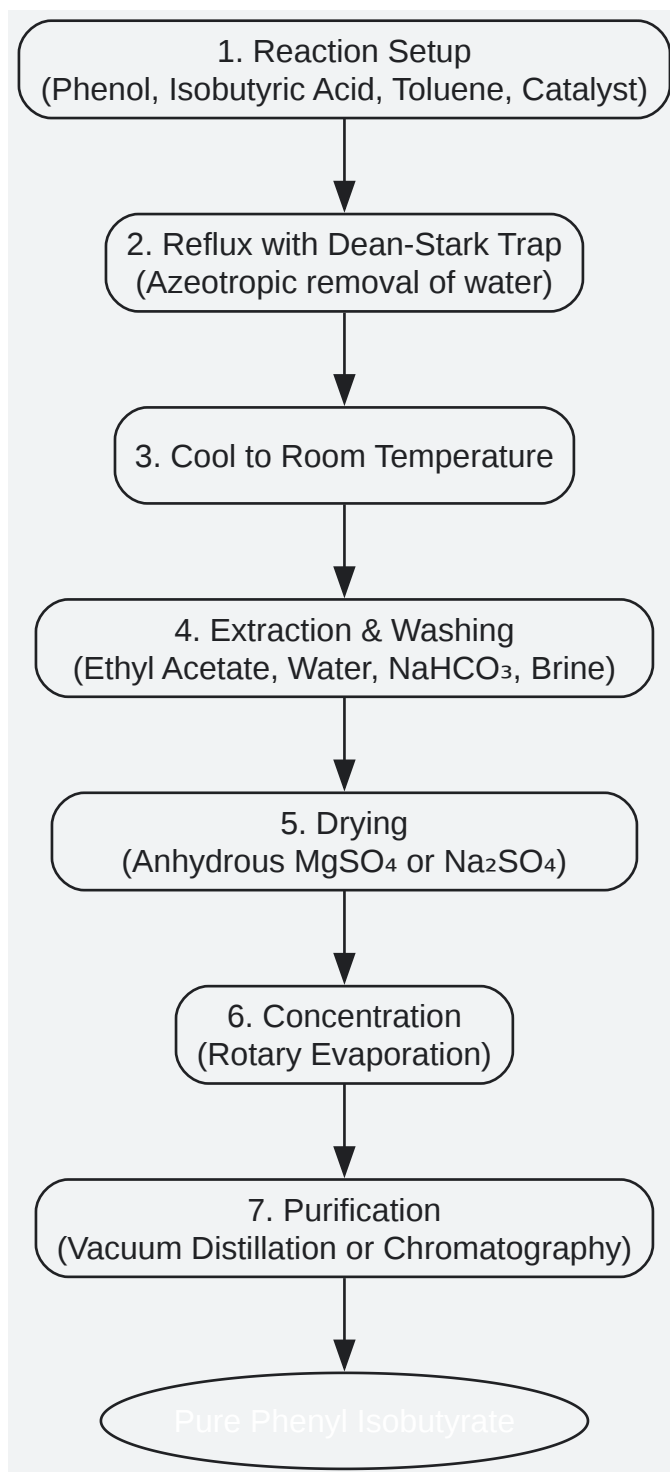 1. Reaction Setup
(Phenol, Isobutyric Acid, Toluene, Catalyst)
2. Reflux with Dean-Stark Trap
(Azeotropic removal of water)
3. Cool to Room Temperature
4. Extraction & Washing
(Ethyl Acetate, Water, NaHCO₃, Brine)
5. Drying
(Anhydrous MgSO₄ or Na₂SO₄)
6. Concentration
(Rotary Evaporation)
7. Purification
(Vacuum Distillation or Chromatography)
Pure Phenyl Isobutyrate